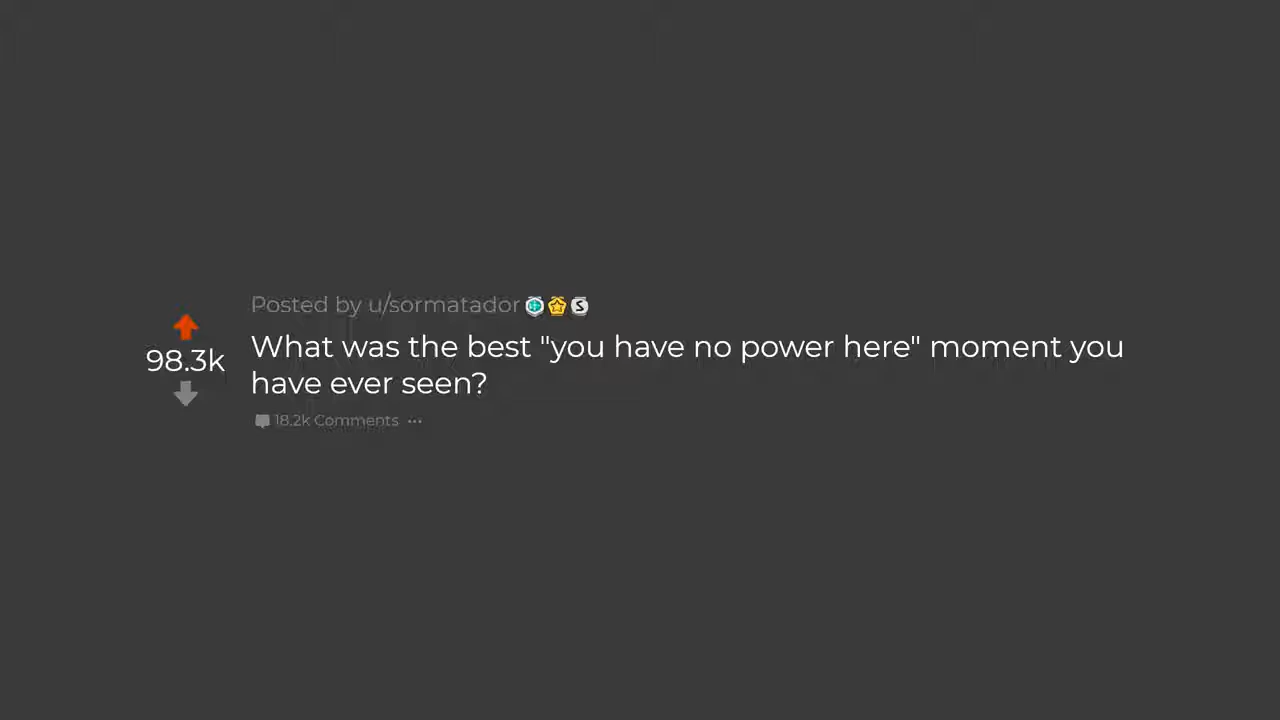 Posted by u/sormatador
98.3k
What was the best "you have no power here" moment you
have ever seen?
18.2k Comments ...